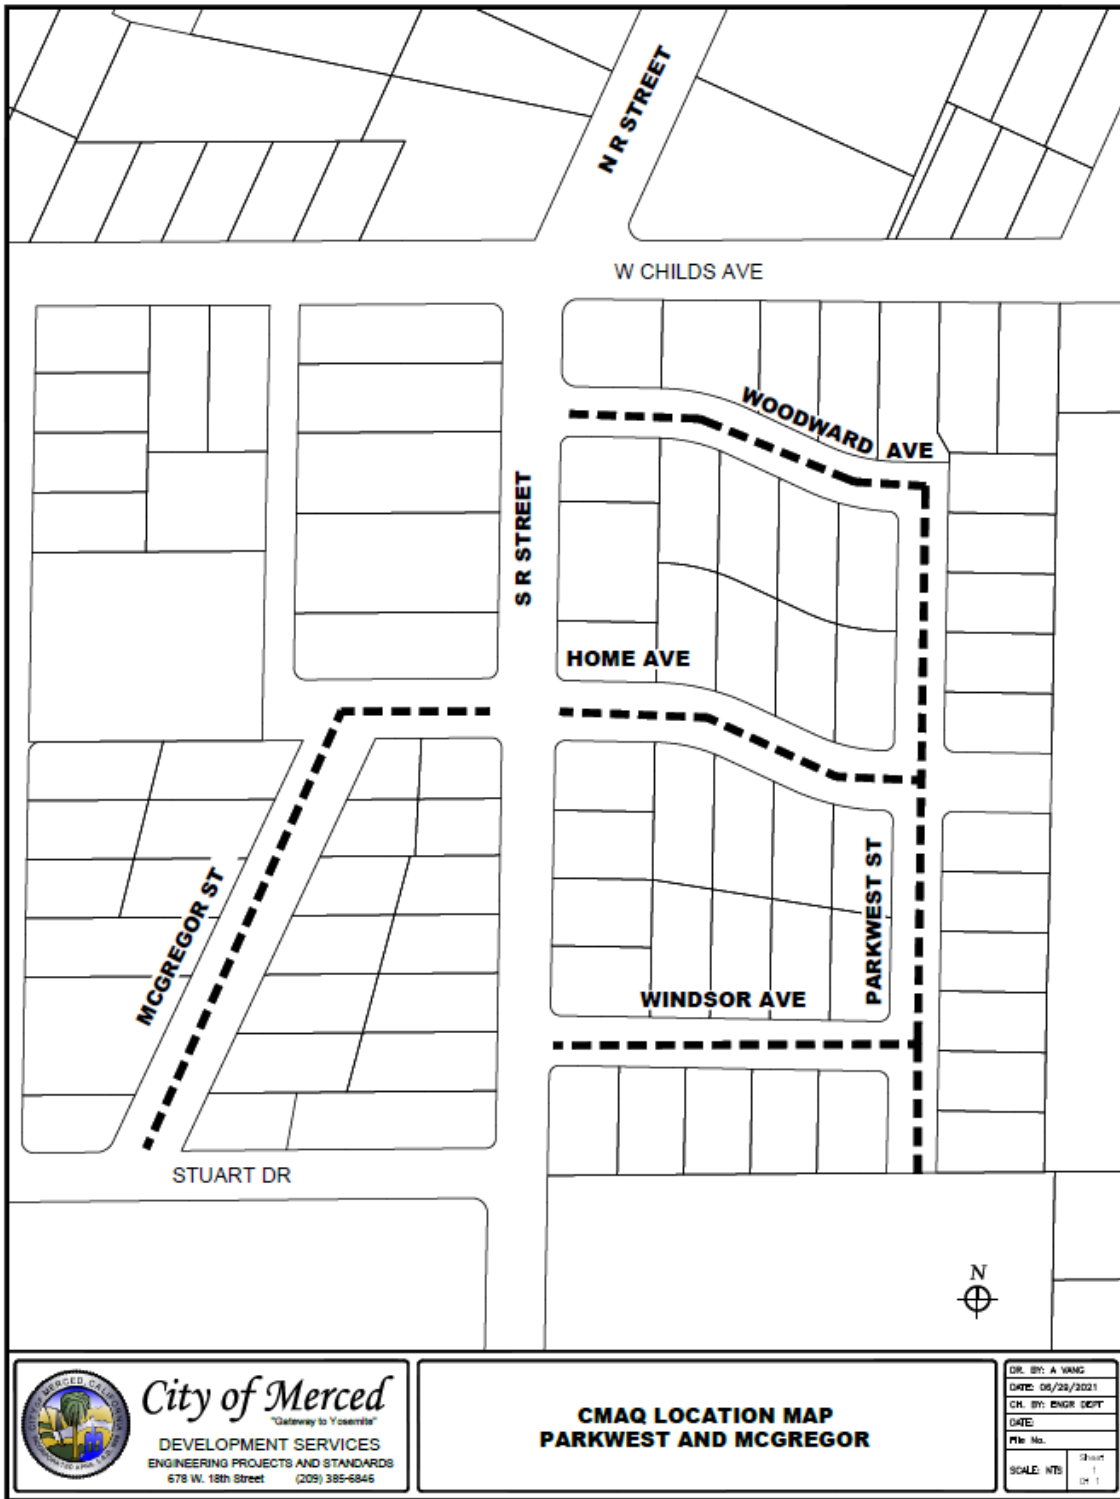 N R STREET
W CHILDS AVE
WOODWARD AVE
S R STREET
HOME AVE
MCGREGOR ST
PARKWEST ST
WINDSOR AVE
STUART DR
N
City of Merced
"Gateway to Yosemite"
DEVELOPMENT SERVICES
ENGINEERING PROJECTS AND STANDARDS
678 W. 18th Street (209) 385-6846
CMAQ LOCATION MAP
PARKWEST AND MCGREGOR
DR. BY: A VANG
DATE: 06/29/2021
CH. BY: ENGR DEPT
DATE:
File No.
SCALE: NTS
Sheet
1
OF 1